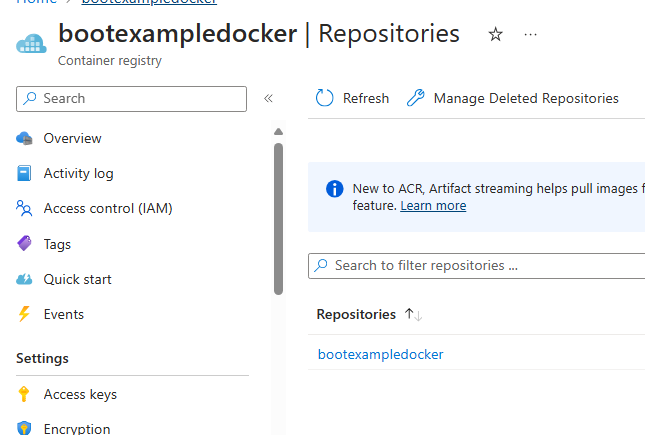 Home > bootexampledocker
bootexampledocker | Repositories
Container registry
Search
Overview
Activity log
Access control (IAM)
Tags
Quick start
Events
Settings
Access keys
Encryption
Refresh
Manage Deleted Repositories
New to ACR, Artifact streaming helps pull images f
feature. Learn more
Search to filter repositories ...
Repositories ↑↓
bootexampledocker